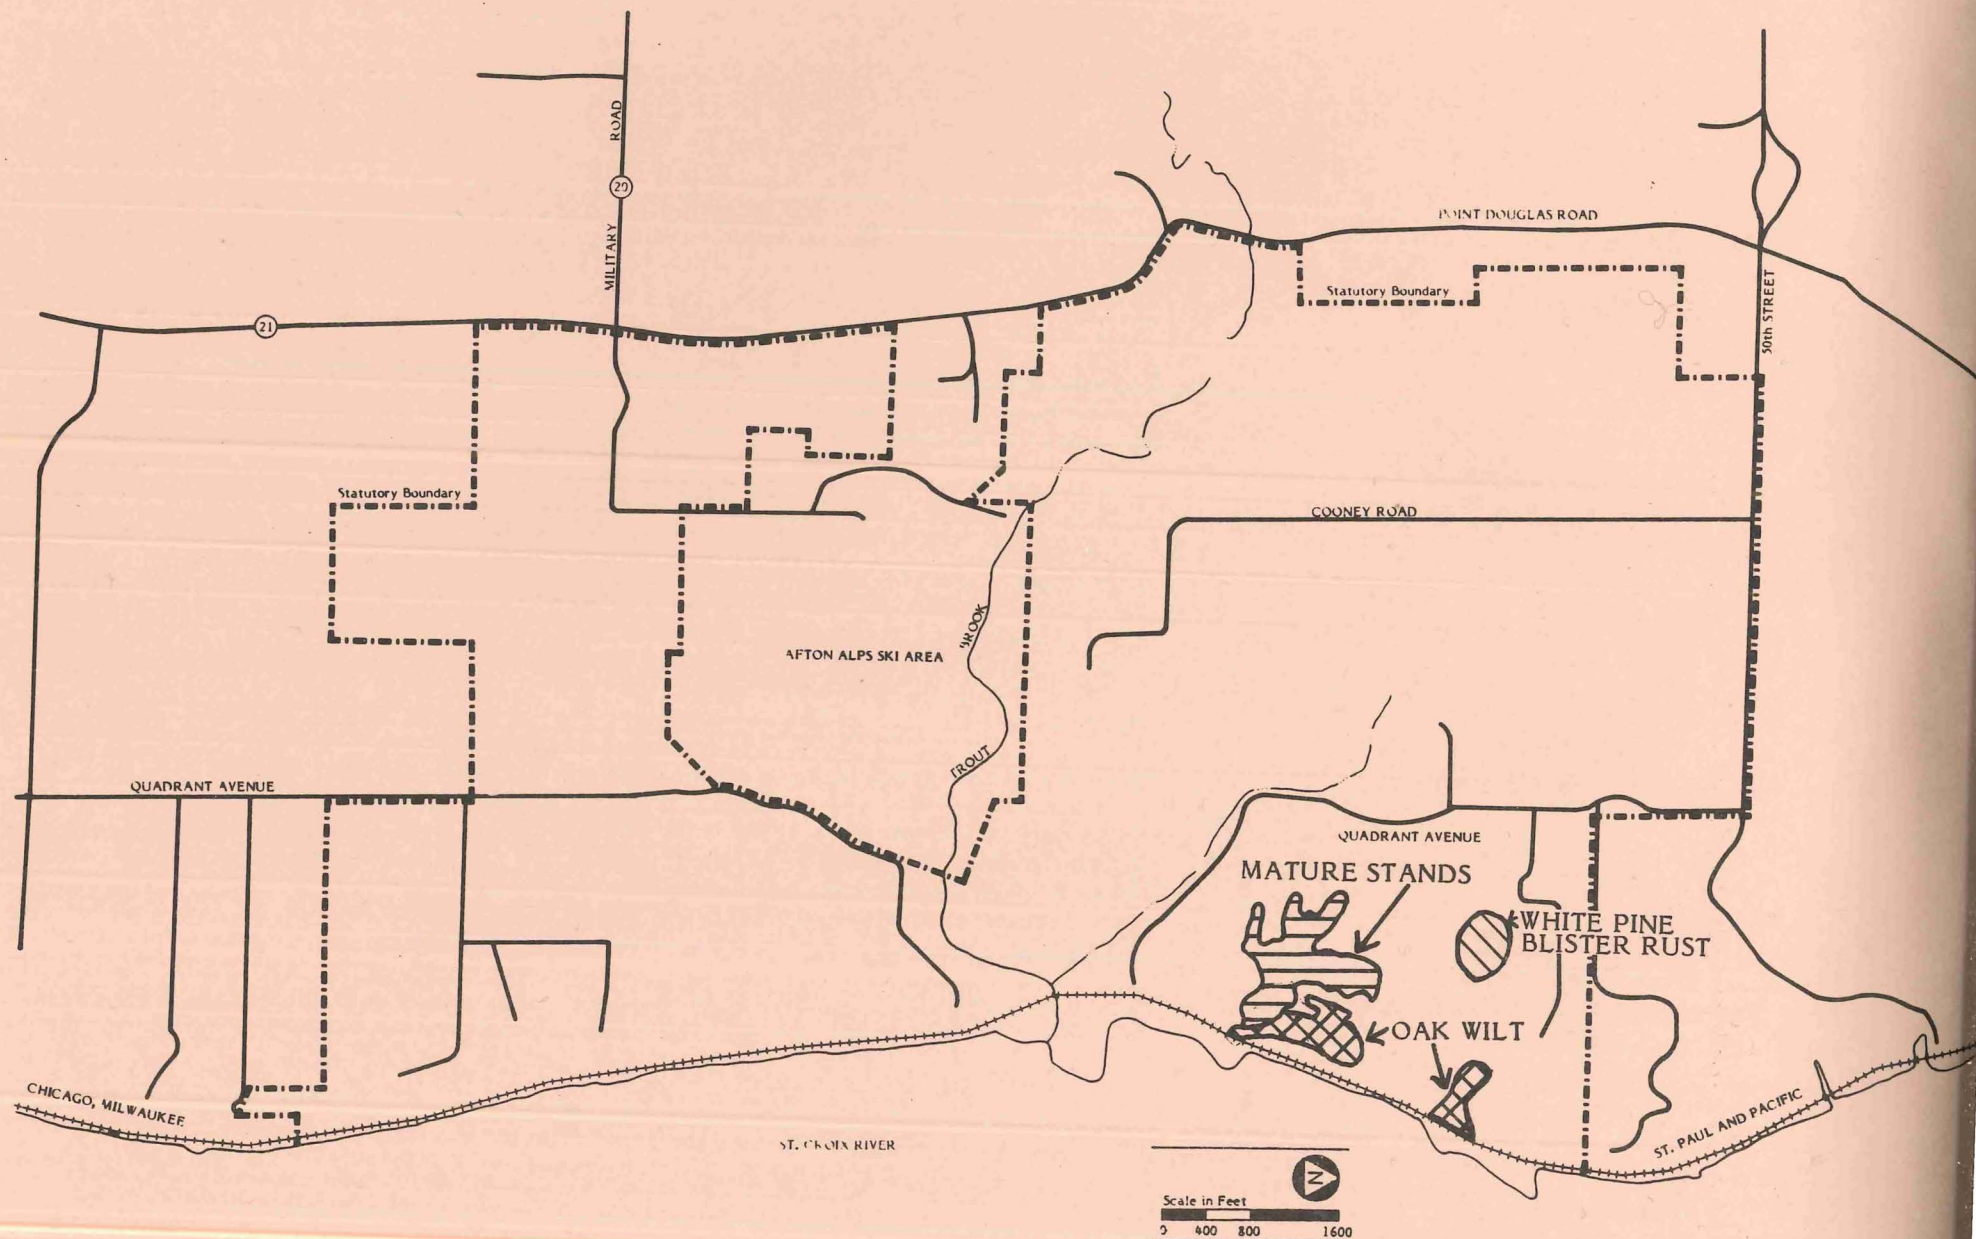 ROAD
20
MILITARY
POINT DOUGLAS ROAD
Statutory Boundary
50th STREET
21
Statutory Boundary
COONEY ROAD
BROOK
AFTON ALPS SKI AREA
TROUT
QUADRANT AVENUE
QUADRANT AVENUE
MATURE STANDS
WHITE PINE
BLISTER RUST
OAK WILT
CHICAGO, MILWAUKEE
ST. PAUL AND PACIFIC
ST. CROIX RIVER
N
Scale in Feet
0 400 800 1600